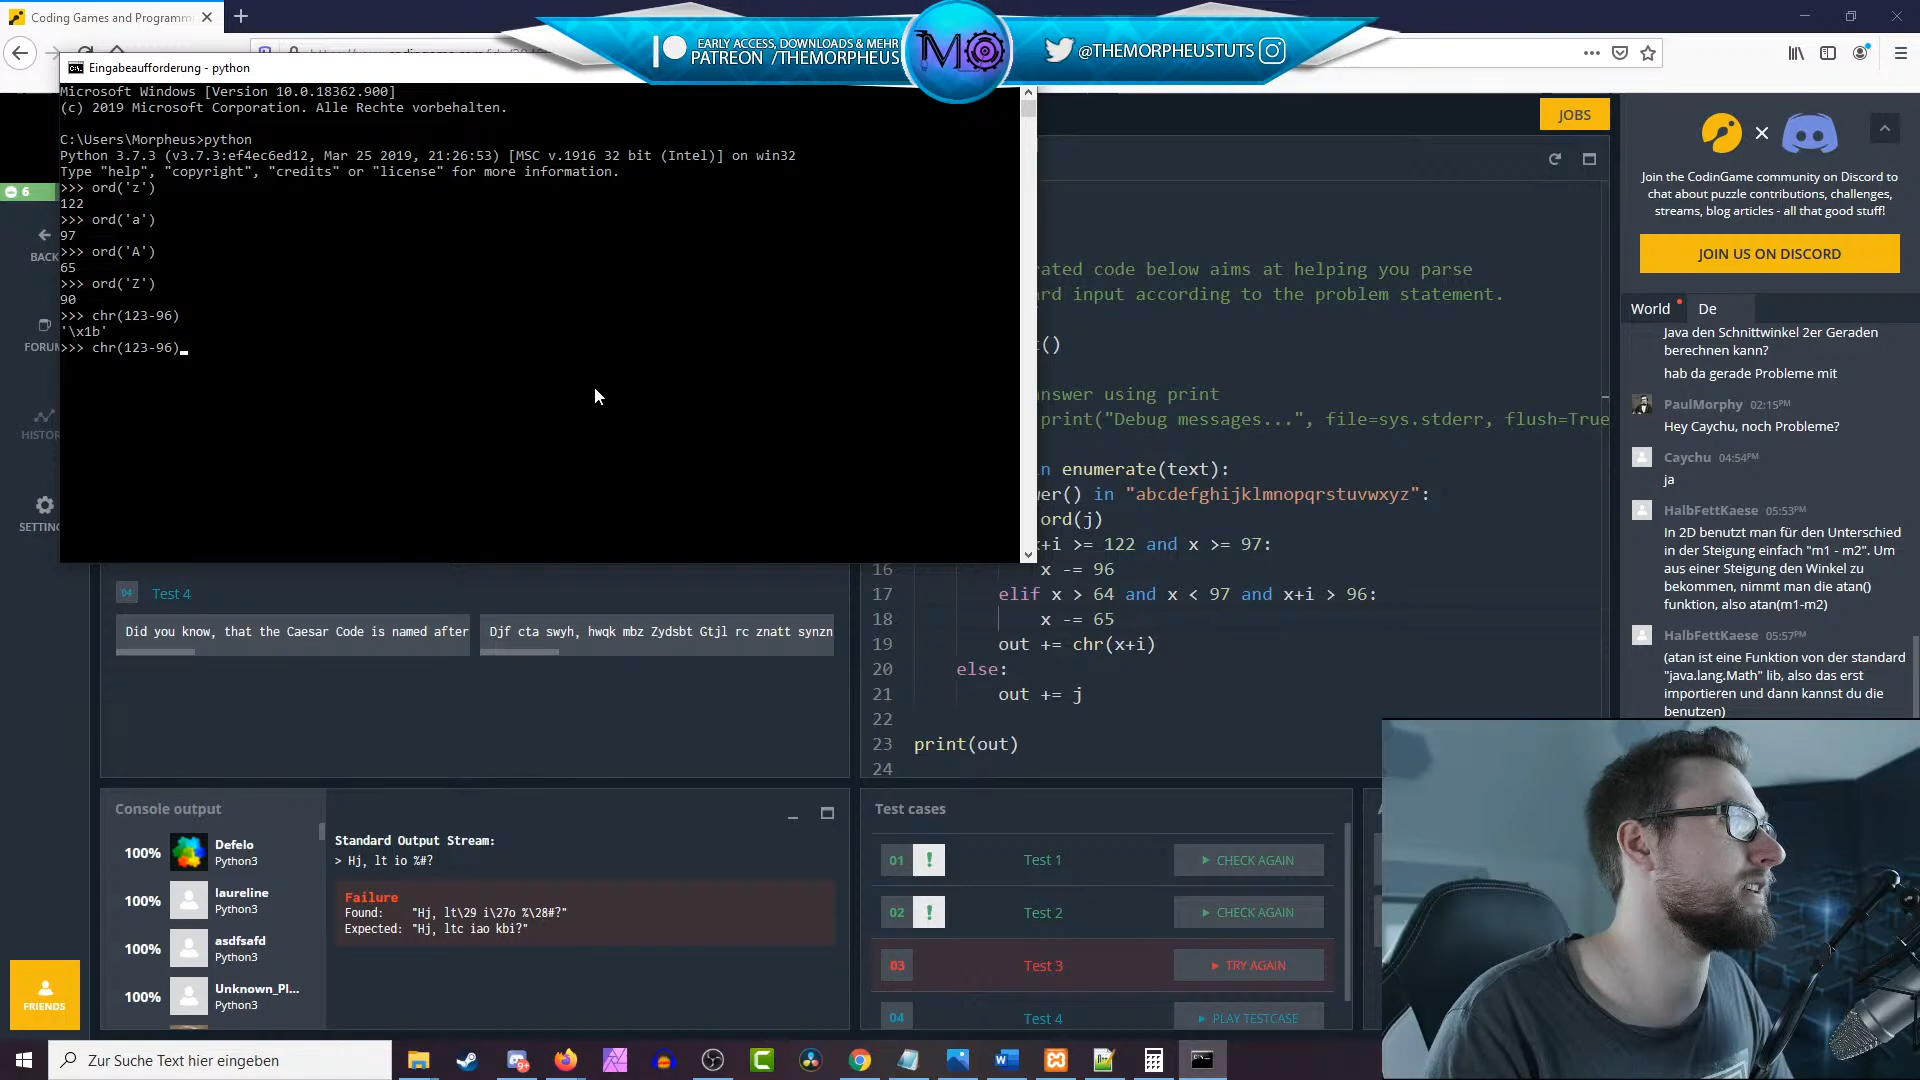 Coding Games and Programm
EARLY ACCESS, DOWNLOADS & MEHR
PATREON /THEMORPHEUS
MO
@THEMORPHEUSTUTS
Eingabeaufforderung - python
Microsoft Windows [Version 10.0.18362.900]
(c) 2019 Microsoft Corporation. Alle Rechte vorbehalten.
C:\Users\Morpheus>python
Python 3.7.3 (v3.7.3:ef4ec6ed12, Mar 25 2019, 21:26:53) [MSC v.1916 32 bit (Intel)] on win32
Type "help", "copyright", "credits" or "license" for more information.
>>> ord('z')
122
>>> ord('a')
97
>>> ord('A')
65
>>> ord('Z')
90
>>> chr(123-96)
'\x1b'
>>> chr(123-96)
6
BACK
FORUM
HISTO
SETTING
FRIENDS
04 Test 4
Did you know, that the Caesar Code is named after
Djf cta swyh, hwqk mbz Zydsbt Gtjl rc znatt synzn
rated code below aims at helping you parse
rd input according to the problem statement.
t()
answer using print
print("Debug messages...", file=sys.stderr, flush=True
in enumerate(text):
wer() in "abcdefghijklmnopqrstuvwxyz":
ord(j)
x+i >= 122 and x >= 97:
16 x -= 96
17 elif x > 64 and x < 97 and x+i > 96:
18 x -= 65
19 out += chr(x+i)
20 else:
21 out += j
22
23 print(out)
24
Console output
100% Defelo
Python3
100% laureline
Python3
100% asdfsafd
Python3
100% Unknown_Pl...
Python3
Standard Output Stream:
> Hj, lt io %#?
Failure
Found: "Hj, lt\29 i\27o %\28#?"
Expected: "Hj, ltc iao kbi?"
Test cases
01 ! Test 1 CHECK AGAIN
02 ! Test 2 CHECK AGAIN
03 Test 3 TRY AGAIN
04 Test 4 PLAY TESTCASE
JOBS
Join the CodinGame community on Discord to
chat about puzzle contributions, challenges,
streams, blog articles - all that good stuff!
JOIN US ON DISCORD
World De
Java den Schnittwinkel 2er Geraden
berechnen kann?
hab da gerade Probleme mit
PaulMorphy 02:15PM
Hey Caychu, noch Probleme?
Caychu 04:54PM
ja
HalbFettKaese 05:53PM
In 2D benutzt man für den Unterschied
in der Steigung einfach "m1 - m2". Um
aus einer Steigung den Winkel zu
bekommen, nimmt man die atan()
funktion, also atan(m1-m2)
HalbFettKaese 05:57PM
(atan ist eine Funktion von der standard
"java.lang.Math" lib, also das erst
importieren und dann kannst du die
benutzen)
Zur Suche Text hier eingeben